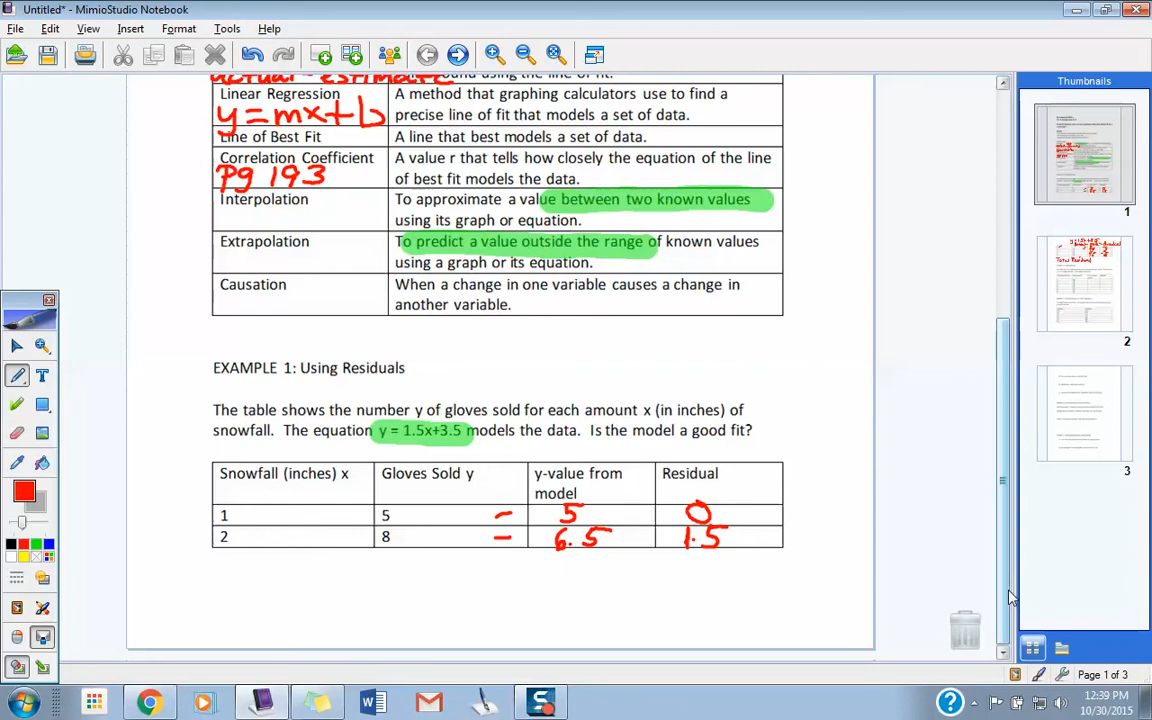 Untitled* - MimioStudio Notebook
File Edit View Insert Format Tools Help
actual - estimate
using the line of fit.
Linear Regression
y = mx + b
A method that graphing calculators use to find a
precise line of fit that models a set of data.
Line of Best Fit
A line that best models a set of data.
Correlation Coefficient
Pg 193
A value r that tells how closely the equation of the line
of best fit models the data.
Interpolation
To approximate a value between two known values
using its graph or equation.
Extrapolation
To predict a value outside the range of known values
using a graph or its equation.
Causation
When a change in one variable causes a change in
another variable.
EXAMPLE 1: Using Residuals
The table shows the number y of gloves sold for each amount x (in inches) of
snowfall. The equation y = 1.5x+3.5 models the data. Is the model a good fit?
Snowfall (inches) x
Gloves Sold y
y-value from
model
Residual
1 5 - 5 0
2 8 - 6.5 1.5
Thumbnails
1
2
3
Page 1 of 3
12:39 PM
10/30/2015